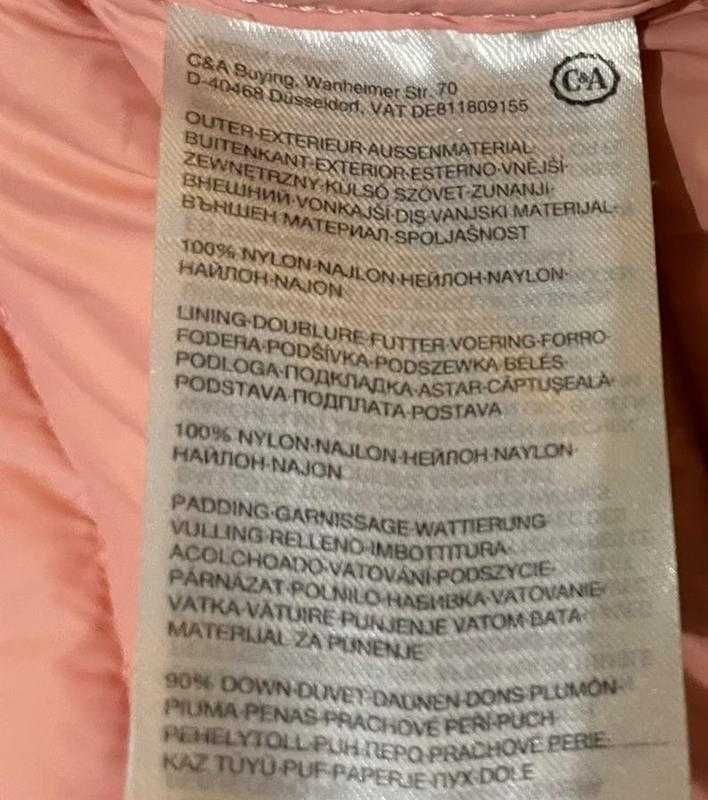 C&A Buying, Wanheimer Str. 70
D-40468 Düsseldorf, VAT DE811809155
C&A
OUTER·EXTERIEUR·AUSSENMATERIAL·
BUITENKANT·EXTERIOR·ESTERNO·VNĚJŠÍ·
ZEWNĘTRZNY·KÜLSŐ SZÖVET·ZUNANJI·
ВНЕШНИЙ·VONKAJŠÍ·DIŞ·VANJSKI MATERIJAL·
ВЪНШЕН МАТЕРИАЛ·SPOLJAŠNOST
100% NYLON·NAJLON·НЕЙЛОН·NAYLON·
НАЙЛОН·NAJON
LINING·DOUBLURE·FUTTER·VOERING·FORRO·
FODERA·PODŠÍVKA·PODSZEWKA·BÉLÉS·
PODLOGA·ПОДКЛАДКА·ASTAR·CĂPTUŞEALĂ·
PODSTAVA·ПОДПЛАТА·POSTAVA
100% NYLON·NAJLON·НЕЙЛОН·NAYLON·
НАЙЛОН·NAJON
PADDING·GARNISSAGE·WATTIERUNG·
VULLING·RELLENO·IMBOTTITURA·
ACOLCHOADO·VATOVÁNÍ·PODSZYCIE·
PÁRNÁZAT·POLNILO·НАБИВКА·VATOVANIE·
VATKA·VĂTUIRE·PUNJENJE VATOM·ВАТА·
MATERIJAL ZA PUNENJE
90% DOWN·DUVET·DAUNEN·DONS·PLUMÓN·
PIUMA·PENAS·PRACHOVÉ PEŘÍ·PUCH·
PEHELYTOLL·PUH·ПЕРО·PRACHOVÉ PERIE·
KAZ TÜYÜ·PUF·PAPERJE·ПУХ·DOLE